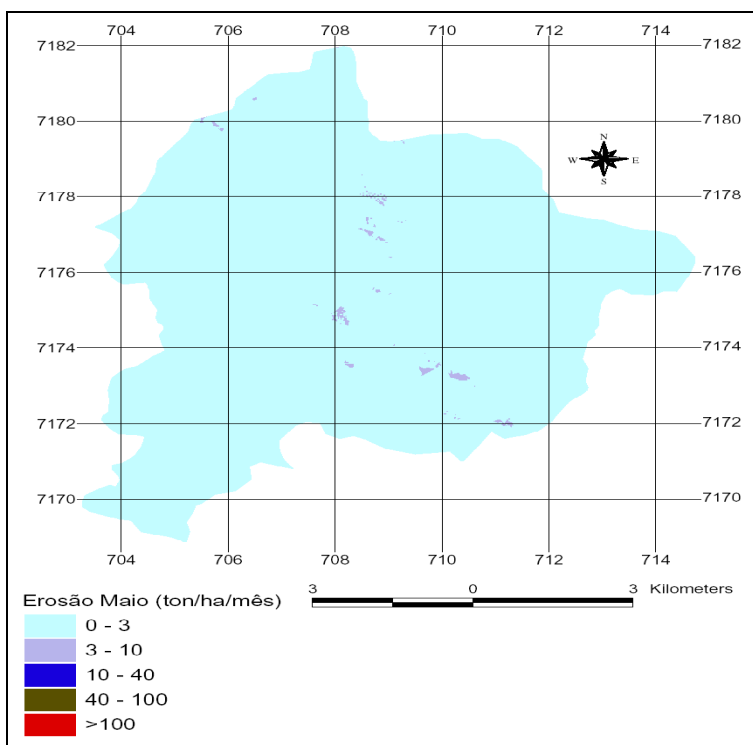 704 706 708 710 712 714
7182 7182
7180 7180
N
W E
S
7178 7178
7176 7176
7174 7174
7172 7172
7170 7170
704 706 708 710 712 714
3 0 3 Kilometers
Erosão Maio (ton/ha/mês)
0 - 3
3 - 10
10 - 40
40 - 100
>100